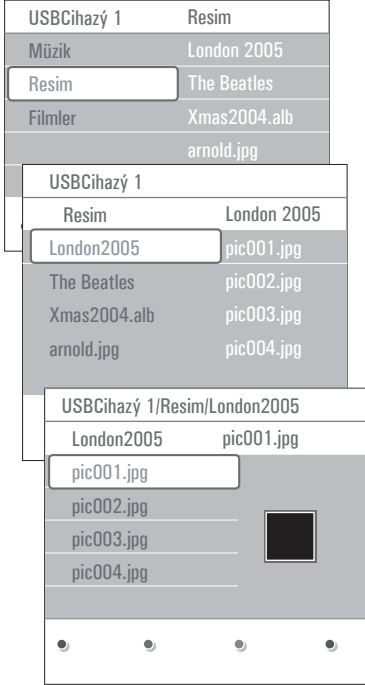 USBCihazý 1 Resim
Müzik London 2005
Resim The Beatles
Filmler Xmas2004.alb
arnold.jpg
USBCihazý 1
Resim London 2005
London2005 pic001.jpg
The Beatles pic002.jpg
Xmas2004.alb pic003.jpg
arnold.jpg pic004.jpg
USBCihazý 1/Resim/London2005
London2005 pic001.jpg
pic001.jpg
pic002.jpg
pic003.jpg
pic004.jpg